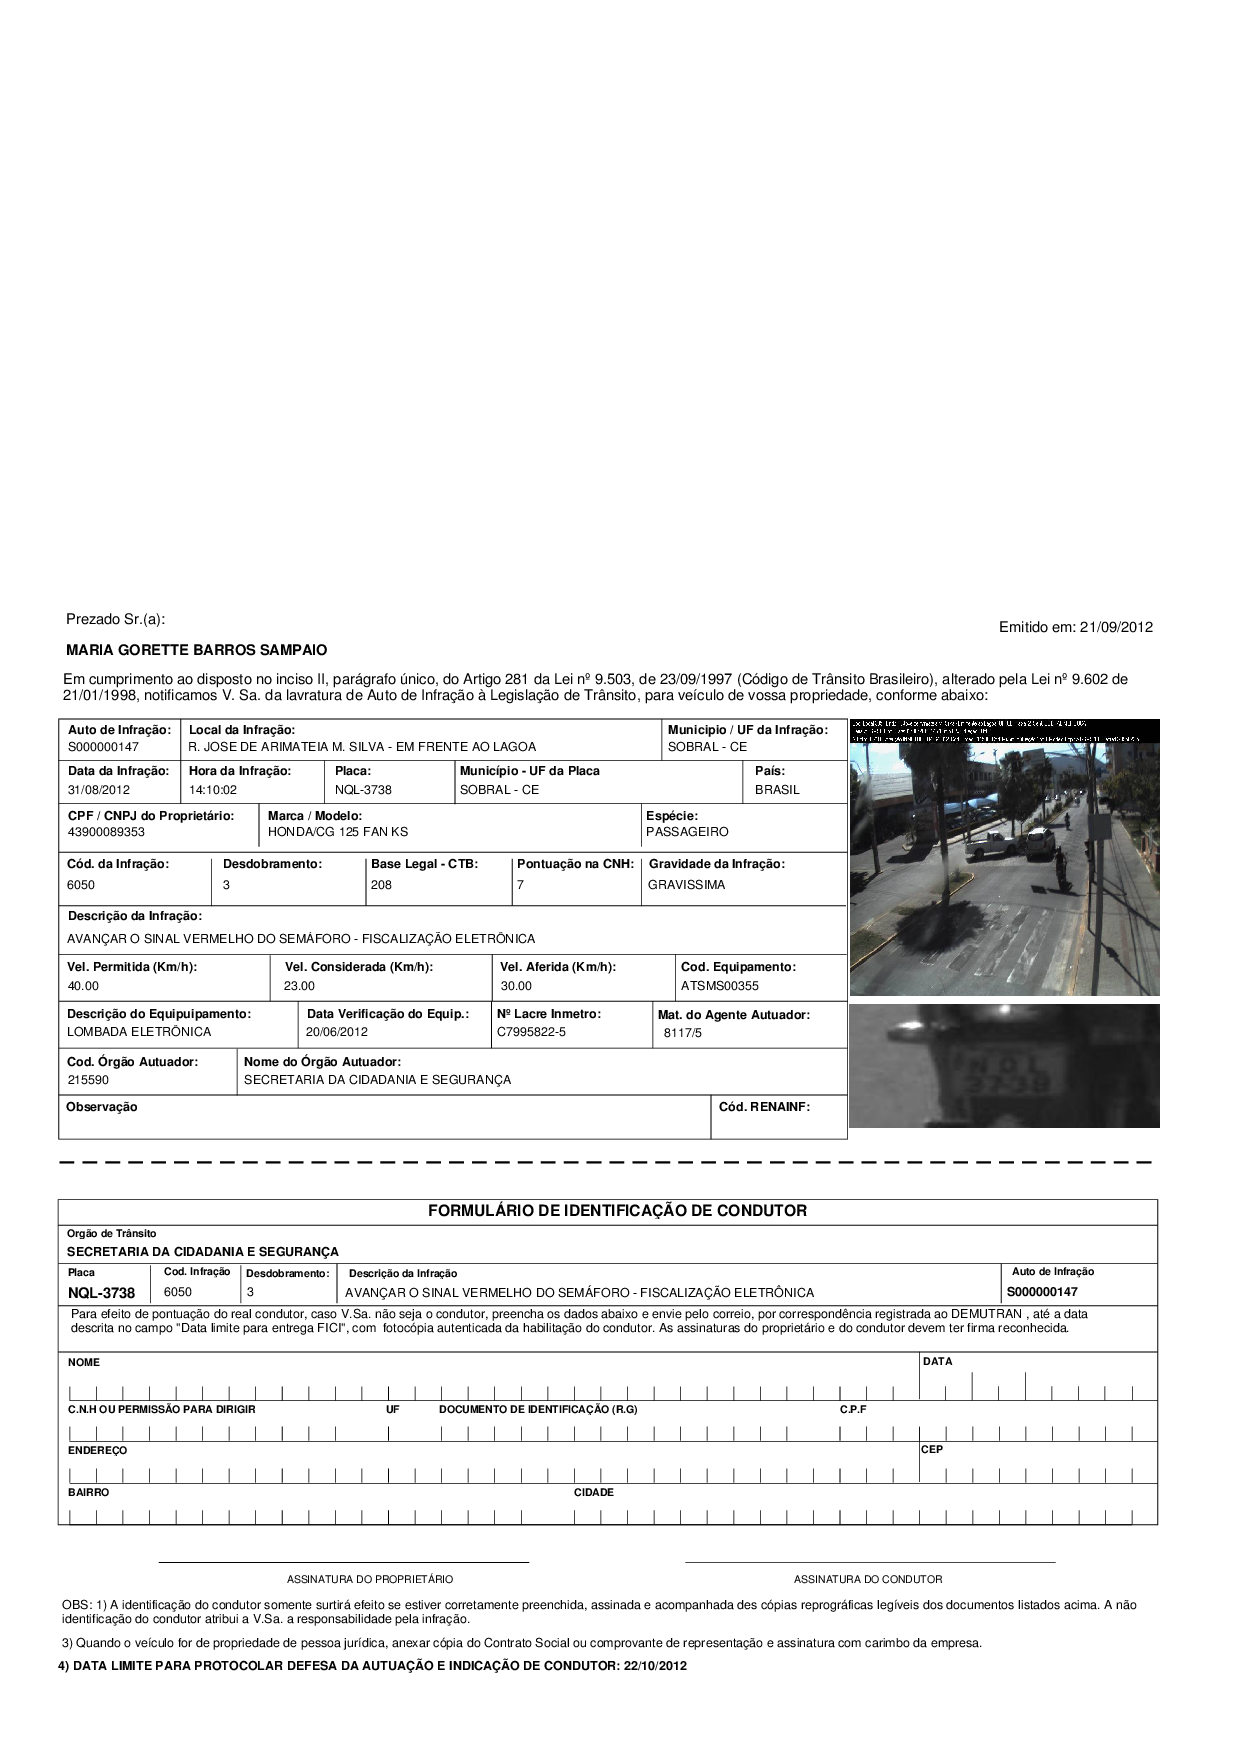 Prezado Sr.(a):
Emitido em: 21/09/2012
MARIA GORETTE BARROS SAMPAIO
Em cumprimento ao disposto no inciso II, parágrafo único, do Artigo 281 da Lei nº 9.503, de 23/09/1997 (Código de Trânsito Brasileiro), alterado pela Lei nº 9.602 de
21/01/1998, notificamos V. Sa. da lavratura de Auto de Infração à Legislação de Trânsito, para veículo de vossa propriedade, conforme abaixo:
Auto de Infração: Local da Infração: Municipio / UF da Infração:
S000000147 R. JOSE DE ARIMATEIA M. SILVA - EM FRENTE AO LAGOA SOBRAL - CE
Data da Infração: Hora da Infração: Placa: Município - UF da Placa País:
31/08/2012 14:10:02 NQL-3738 SOBRAL - CE BRASIL
CPF / CNPJ do Proprietário: Marca / Modelo: Espécie:
43900089353 HONDA/CG 125 FAN KS PASSAGEIRO
Cód. da Infração: Desdobramento: Base Legal - CTB: Pontuação na CNH: Gravidade da Infração:
6050 3 208 7 GRAVISSIMA
Descrição da Infração:
AVANÇAR O SINAL VERMELHO DO SEMÁFORO - FISCALIZAÇÃO ELETRÔNICA
Vel. Permitida (Km/h): Vel. Considerada (Km/h): Vel. Aferida (Km/h): Cod. Equipamento:
40.00 23.00 30.00 ATSMS00355
Descrição do Equipuipamento: Data Verificação do Equip.: Nº Lacre Inmetro: Mat. do Agente Autuador:
LOMBADA ELETRÔNICA 20/06/2012 C7995822-5 8117/5
NQL
3738
Cod. Órgão Autuador: Nome do Órgão Autuador:
215590 SECRETARIA DA CIDADANIA E SEGURANÇA
Observação Cód. RENAINF:
FORMULÁRIO DE IDENTIFICAÇÃO DE CONDUTOR
Orgão de Trânsito
SECRETARIA DA CIDADANIA E SEGURANÇA
Placa Cod. Infração Desdobramento: Descrição da Infração Auto de Infração
NQL-3738 6050 3 AVANÇAR O SINAL VERMELHO DO SEMÁFORO - FISCALIZAÇÃO ELETRÔNICA S000000147
Para efeito de pontuação do real condutor, caso V.Sa. não seja o condutor, preencha os dados abaixo e envie pelo correio, por correspondência registrada ao DEMUTRAN , até a data
descrita no campo "Data limite para entrega FICI", com fotocópia autenticada da habilitação do condutor. As assinaturas do proprietário e do condutor devem ter firma reconhecida.
NOME DATA
C.N.H OU PERMISSÃO PARA DIRIGIR UF DOCUMENTO DE IDENTIFICAÇÃO (R.G) C.P.F
ENDEREÇO CEP
BAIRRO CIDADE
ASSINATURA DO PROPRIETÁRIO ASSINATURA DO CONDUTOR
OBS: 1) A identificação do condutor somente surtirá efeito se estiver corretamente preenchida, assinada e acompanhada des cópias reprográficas legíveis dos documentos listados acima. A não
identificação do condutor atribui a V.Sa. a responsabilidade pela infração.
3) Quando o veículo for de propriedade de pessoa jurídica, anexar cópia do Contrato Social ou comprovante de representação e assinatura com carimbo da empresa.
4) DATA LIMITE PARA PROTOCOLAR DEFESA DA AUTUAÇÃO E INDICAÇÃO DE CONDUTOR: 22/10/2012